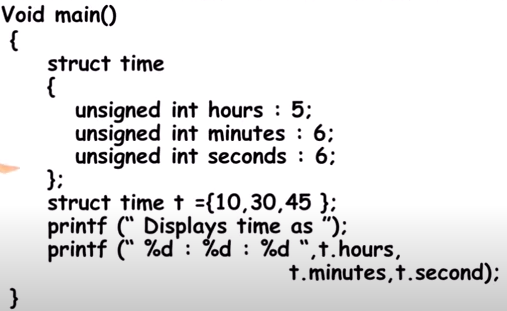 Void main()
{
struct time
{
unsigned int hours : 5;
unsigned int minutes : 6;
unsigned int seconds : 6;
};
struct time t ={10,30,45 };
printf (“ Displays time as ”);
printf (“ %d : %d : %d “,t.hours,
t.minutes,t.second);
}